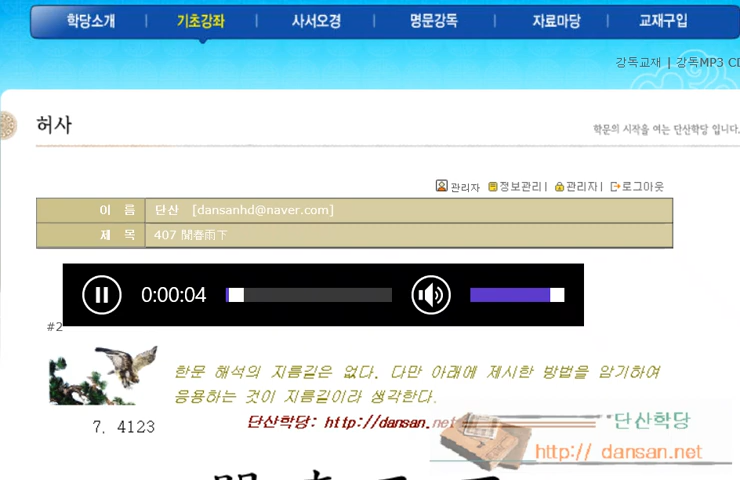 학당소개 | 기초강좌 | 사서오경 | 명문강독 | 자료마당 | 교재구입
강독교재 | 강독MP3 CD
허사
학문의 시작을 여는 단산학당 입니다.
관리자 정보관리| 관리자| 로그아웃
이 름 단산 [dansanhd@naver.com]
제 목 407 聞春雨下
0:00:04
#2
한문 해석의 지름길은 없다. 다만 아래에 제시한 방법을 암기하여
응용하는 것이 지름길이라 생각한다.
7. 4123
단산학당: http://dansan.net
단산학당
http:// dansan.net